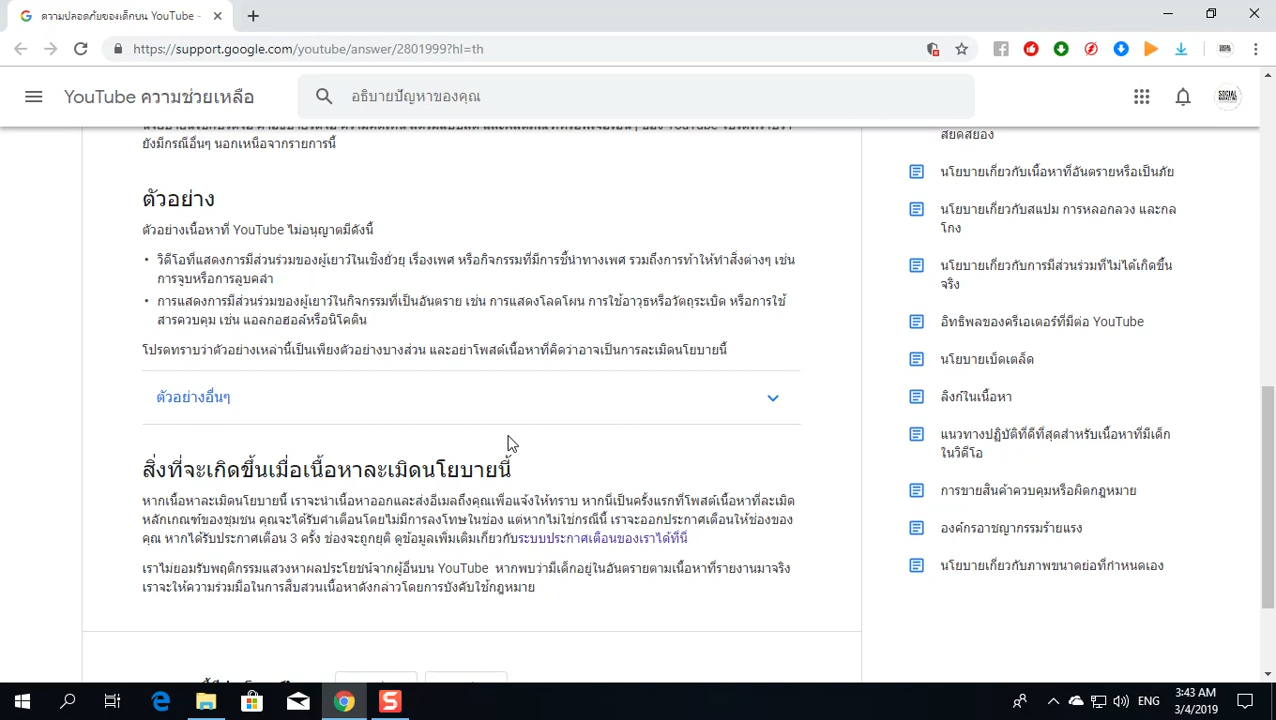 ความปลอดภัยของเด็กบน YouTube -
https://support.google.com/youtube/answer/2801999?hl=th
YouTube ความช่วยเหลือ
อธิบายปัญหาของคุณ
SOCIAL
ยังมีกรณีอื่นๆ นอกเหนือจากรายการนี้
ตัวอย่าง
ตัวอย่างเนื้อหาที่ YouTube ไม่อนุญาตมีดังนี้
• วิดีโอที่แสดงการมีส่วนร่วมของผู้เยาว์ในเชิงยั่วยุ เรื่องเพศ หรือกิจกรรมที่มีการชี้นำทางเพศ รวมถึงการท้าให้ทำสิ่งต่างๆ เช่น
การจูบหรือการลูบคลำ
• การแสดงการมีส่วนร่วมของผู้เยาว์ในกิจกรรมที่เป็นอันตราย เช่น การแสดงโลดโผน การใช้อาวุธหรือวัตถุระเบิด หรือการใช้
สารควบคุม เช่น แอลกอฮอล์หรือนิโคติน
โปรดทราบว่าตัวอย่างเหล่านี้เป็นเพียงตัวอย่างบางส่วน และอย่าโพสต์เนื้อหาที่คิดว่าอาจเป็นการละเมิดนโยบายนี้
ตัวอย่างอื่นๆ
สิ่งที่จะเกิดขึ้นเมื่อเนื้อหาละเมิดนโยบายนี้
หากเนื้อหาละเมิดนโยบายนี้ เราจะนำเนื้อหาออกและส่งอีเมลถึงคุณเพื่อแจ้งให้ทราบ หากนี่เป็นครั้งแรกที่โพสต์เนื้อหาที่ละเมิด
หลักเกณฑ์ของชุมชน คุณจะได้รับคำเตือนโดยไม่มีการลงโทษในช่อง แต่หากไม่ใช่กรณีนี้ เราจะออกประกาศเตือนให้ช่องของ
คุณ หากได้รับประกาศเตือน 3 ครั้ง ช่องจะถูกยุติ ดูข้อมูลเพิ่มเติมเกี่ยวกับระบบประกาศเตือนของเราได้ที่นี่
เราไม่ยอมรับพฤติกรรมแสวงหาผลประโยชน์จากผู้อื่นบน YouTube หากพบว่ามีเด็กอยู่ในอันตรายตามเนื้อหาที่รายงานมาจริง
เราจะให้ความร่วมมือในการสืบสวนเนื้อหาดังกล่าวโดยการบังคับใช้กฎหมาย
สยดสยอง
นโยบายเกี่ยวกับเนื้อหาที่อันตรายหรือเป็นภัย
นโยบายเกี่ยวกับสแปม การหลอกลวง และกล
โกง
นโยบายเกี่ยวกับการมีส่วนร่วมที่ไม่ได้เกิดขึ้น
จริง
อิทธิพลของครีเอเตอร์ที่มีต่อ YouTube
นโยบายเบ็ดเตล็ด
ลิงก์ในเนื้อหา
แนวทางปฏิบัติที่ดีที่สุดสำหรับเนื้อหาที่มีเด็ก
ในวิดีโอ
การขายสินค้าควบคุมหรือผิดกฎหมาย
องค์กรอาชญากรรมร้ายแรง
นโยบายเกี่ยวกับภาพขนาดย่อที่กำหนดเอง
ENG
3:43 AM
3/4/2019